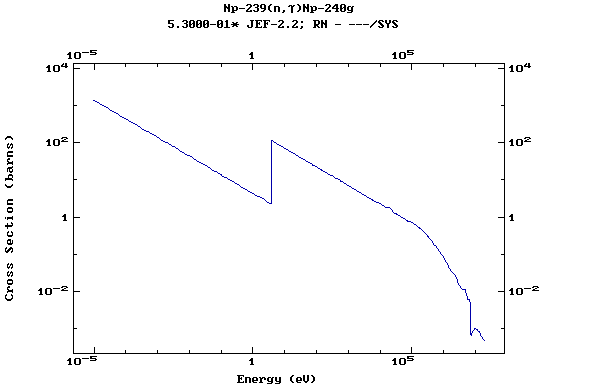 Np-239(n,γ)Np-240g
5.3000-01* JEF-2.2; RN - ---/SYS
10-5 1 10^5
10^4 10^4
10^2 10^2
1 1
10-2 10-2
10-5 1 10^5
Energy (eV)
Cross Section (barns)